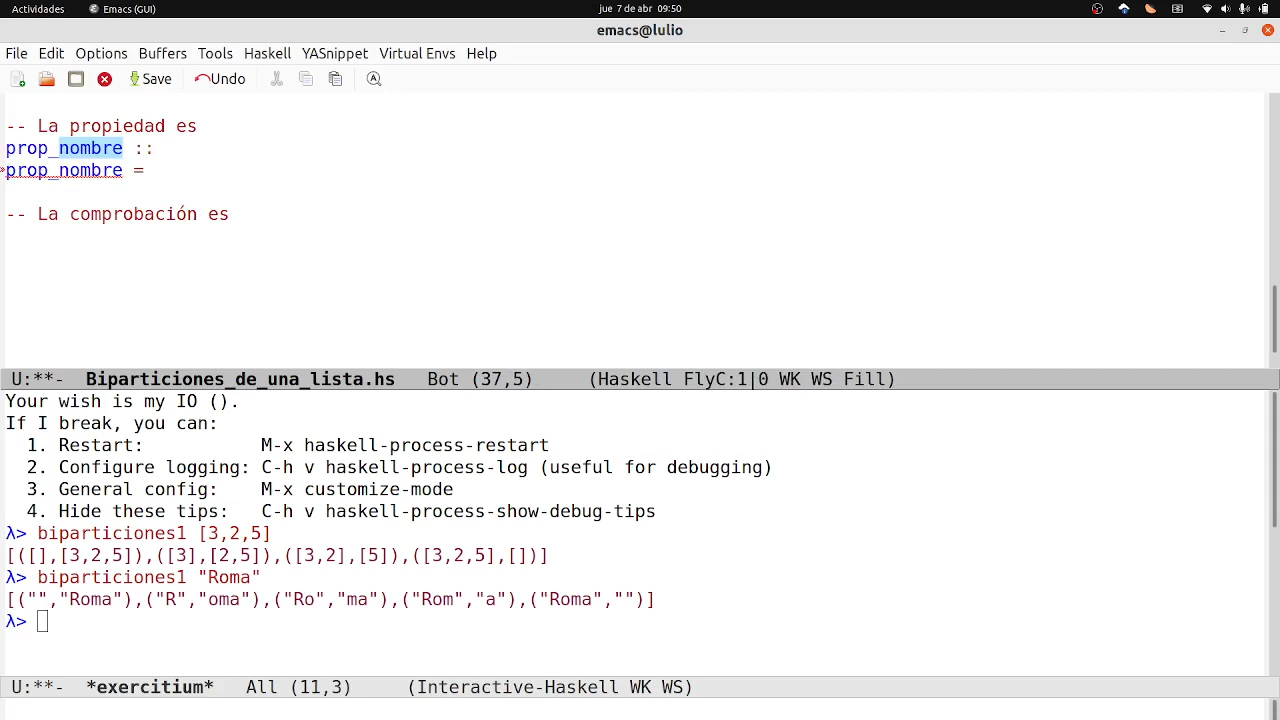 Actividades Emacs (GUI) jue 7 de abr 09:50
emacs@lulio
File Edit Options Buffers Tools Haskell YASnippet Virtual Envs Help
Save Undo
-- La propiedad es
prop_nombre ::
prop_nombre =
-- La comprobación es
U:**- Biparticiones_de_una_lista.hs Bot (37,5) (Haskell FlyC:1|0 WK WS Fill)
Your wish is my IO ().
If I break, you can:
1. Restart: M-x haskell-process-restart
2. Configure logging: C-h v haskell-process-log (useful for debugging)
3. General config: M-x customize-mode
4. Hide these tips: C-h v haskell-process-show-debug-tips
λ> biparticiones1 [3,2,5]
[([],[3,2,5]),([3],[2,5]),([3,2],[5]),([3,2,5],[])]
λ> biparticiones1 "Roma"
[("","Roma"),("R","oma"),("Ro","ma"),("Rom","a"),("Roma","")]
λ>
U:**- *exercitium* All (11,3) (Interactive-Haskell WK WS)